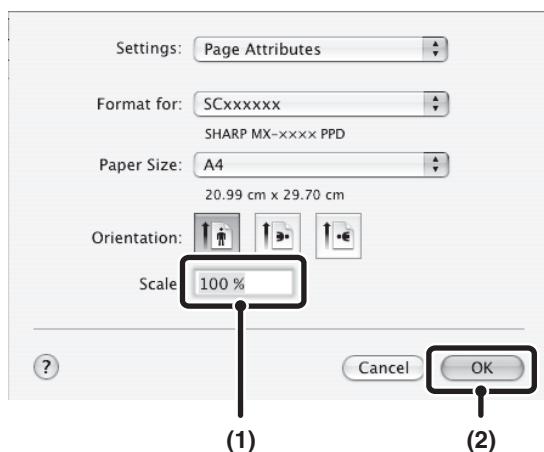 Settings: Page Attributes
Format for: SCxxxxxx
SHARP MX-xxxx PPD
Paper Size: A4
20.99 cm x 29.70 cm
Orientation:
Scale 100 %
? Cancel OK
(1) (2)